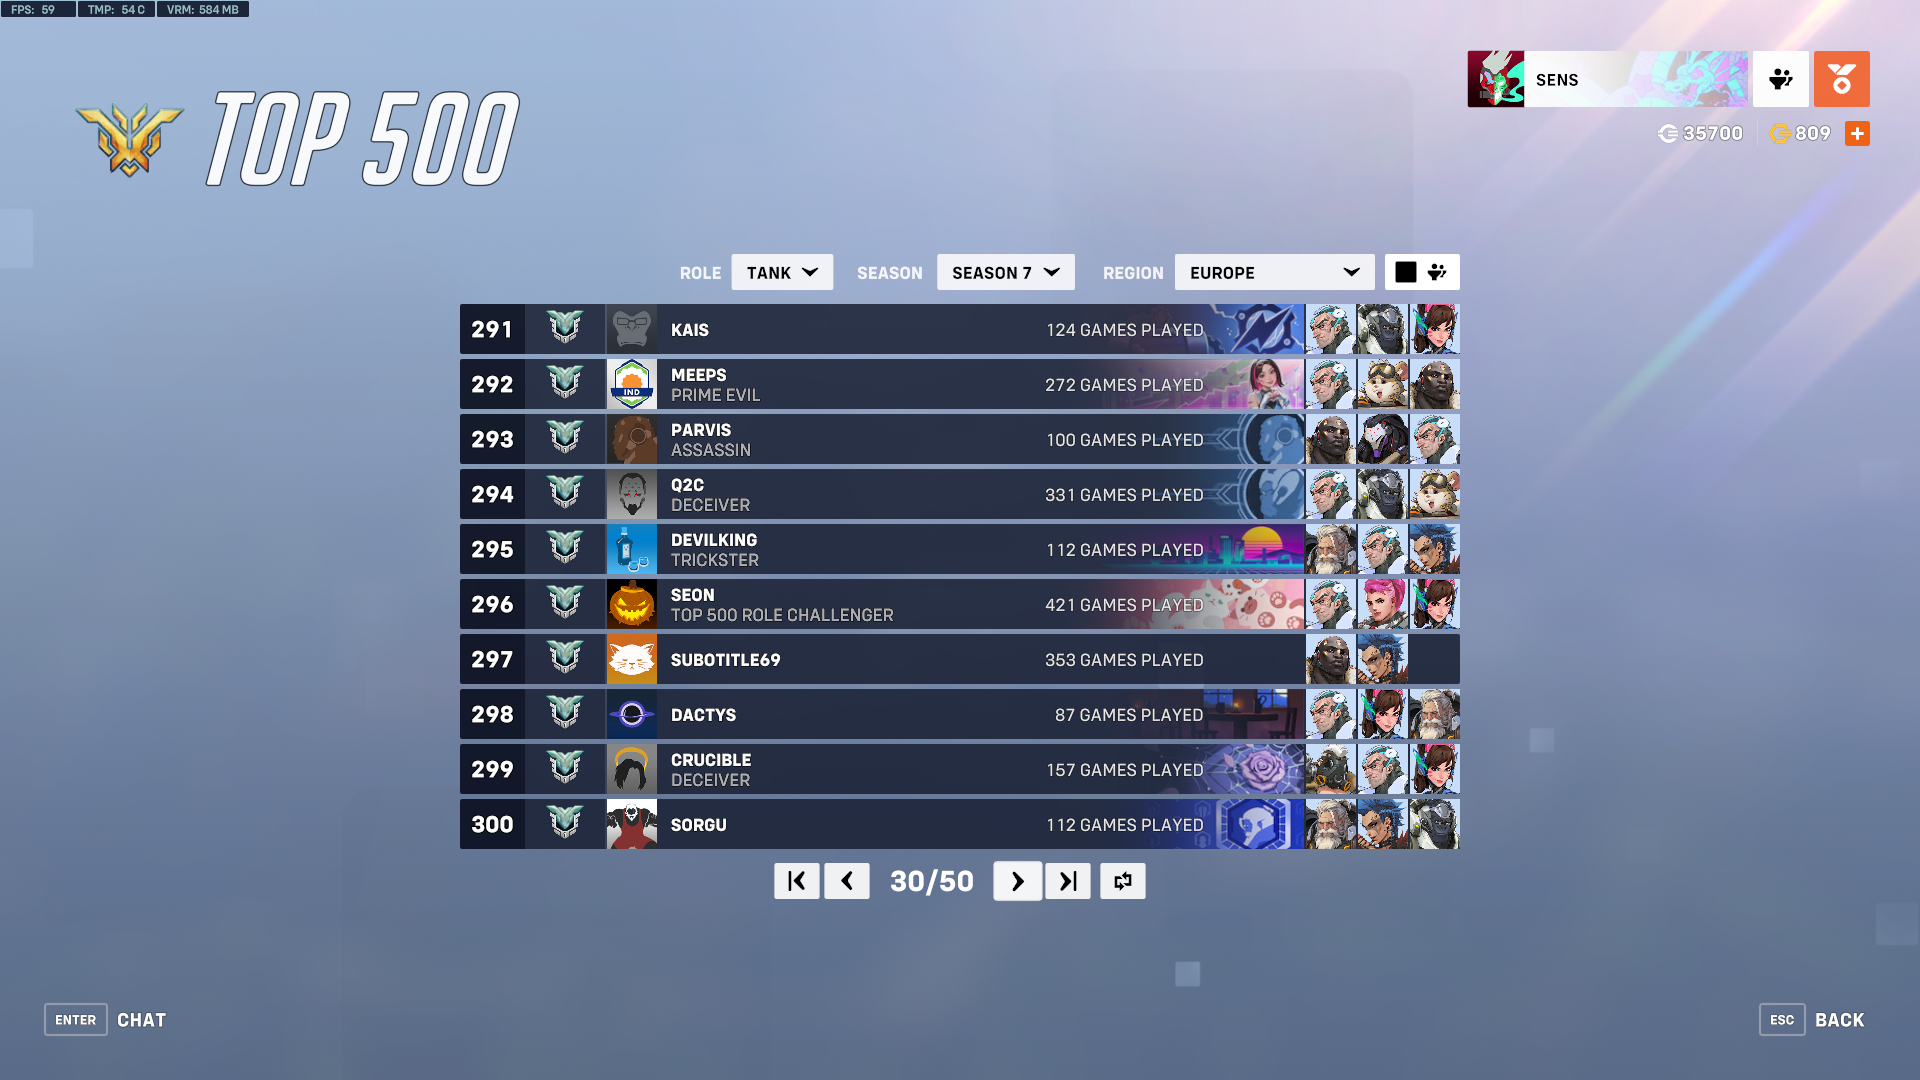 FPS: 59 TMP: 54 C VRM: 584 MB
SENS
TOP 500
35700 809
ROLE TANK SEASON SEASON 7 REGION EUROPE
291 KAIS 124 GAMES PLAYED
292 MEEPS 272 GAMES PLAYED
IND
PRIME EVIL
293 PARVIS 100 GAMES PLAYED
ASSASSIN
294 Q2C 331 GAMES PLAYED
DECEIVER
295 DEVILKING 112 GAMES PLAYED
TRICKSTER
296 SEON 421 GAMES PLAYED
TOP 500 ROLE CHALLENGER
297 SUBOTITLE69 353 GAMES PLAYED
298 DACTYS 87 GAMES PLAYED
299 CRUCIBLE 157 GAMES PLAYED
DECEIVER
300 SORGU 112 GAMES PLAYED
30/50
ENTER CHAT
ESC BACK